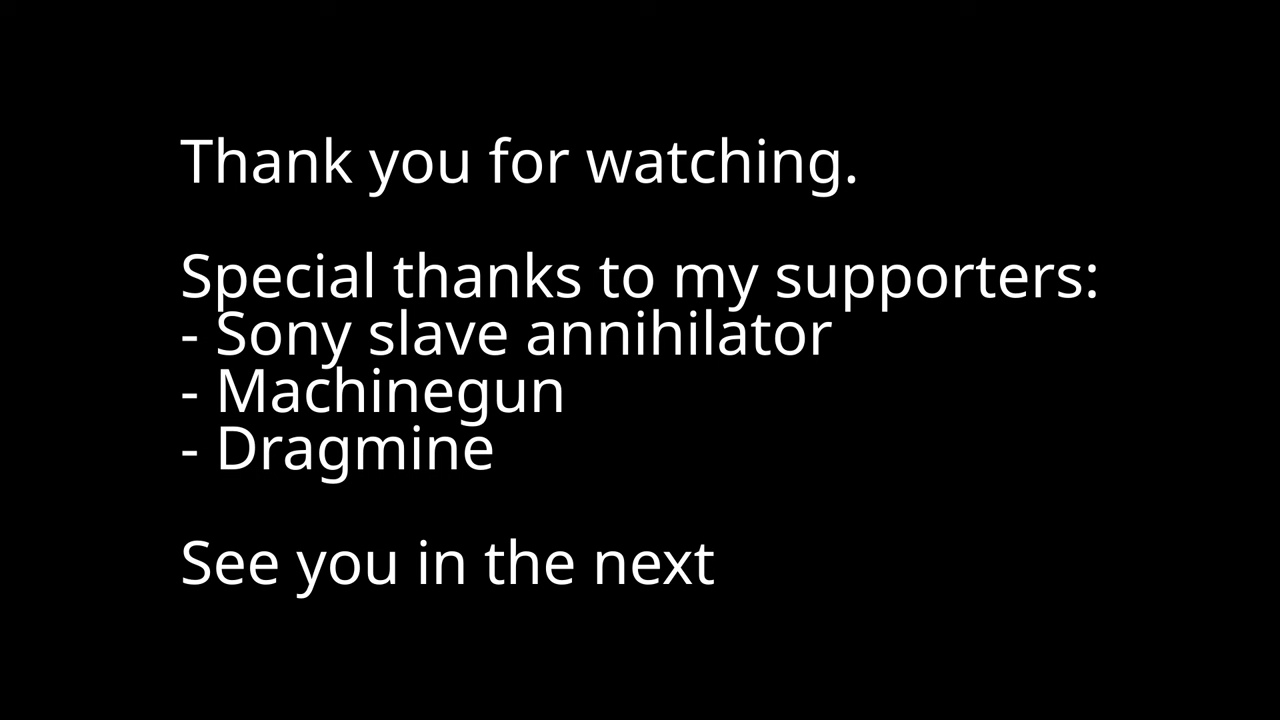 Thank you for watching.
Special thanks to my supporters:
- Sony slave annihilator
- Machinegun
- Dragmine
See you in the next